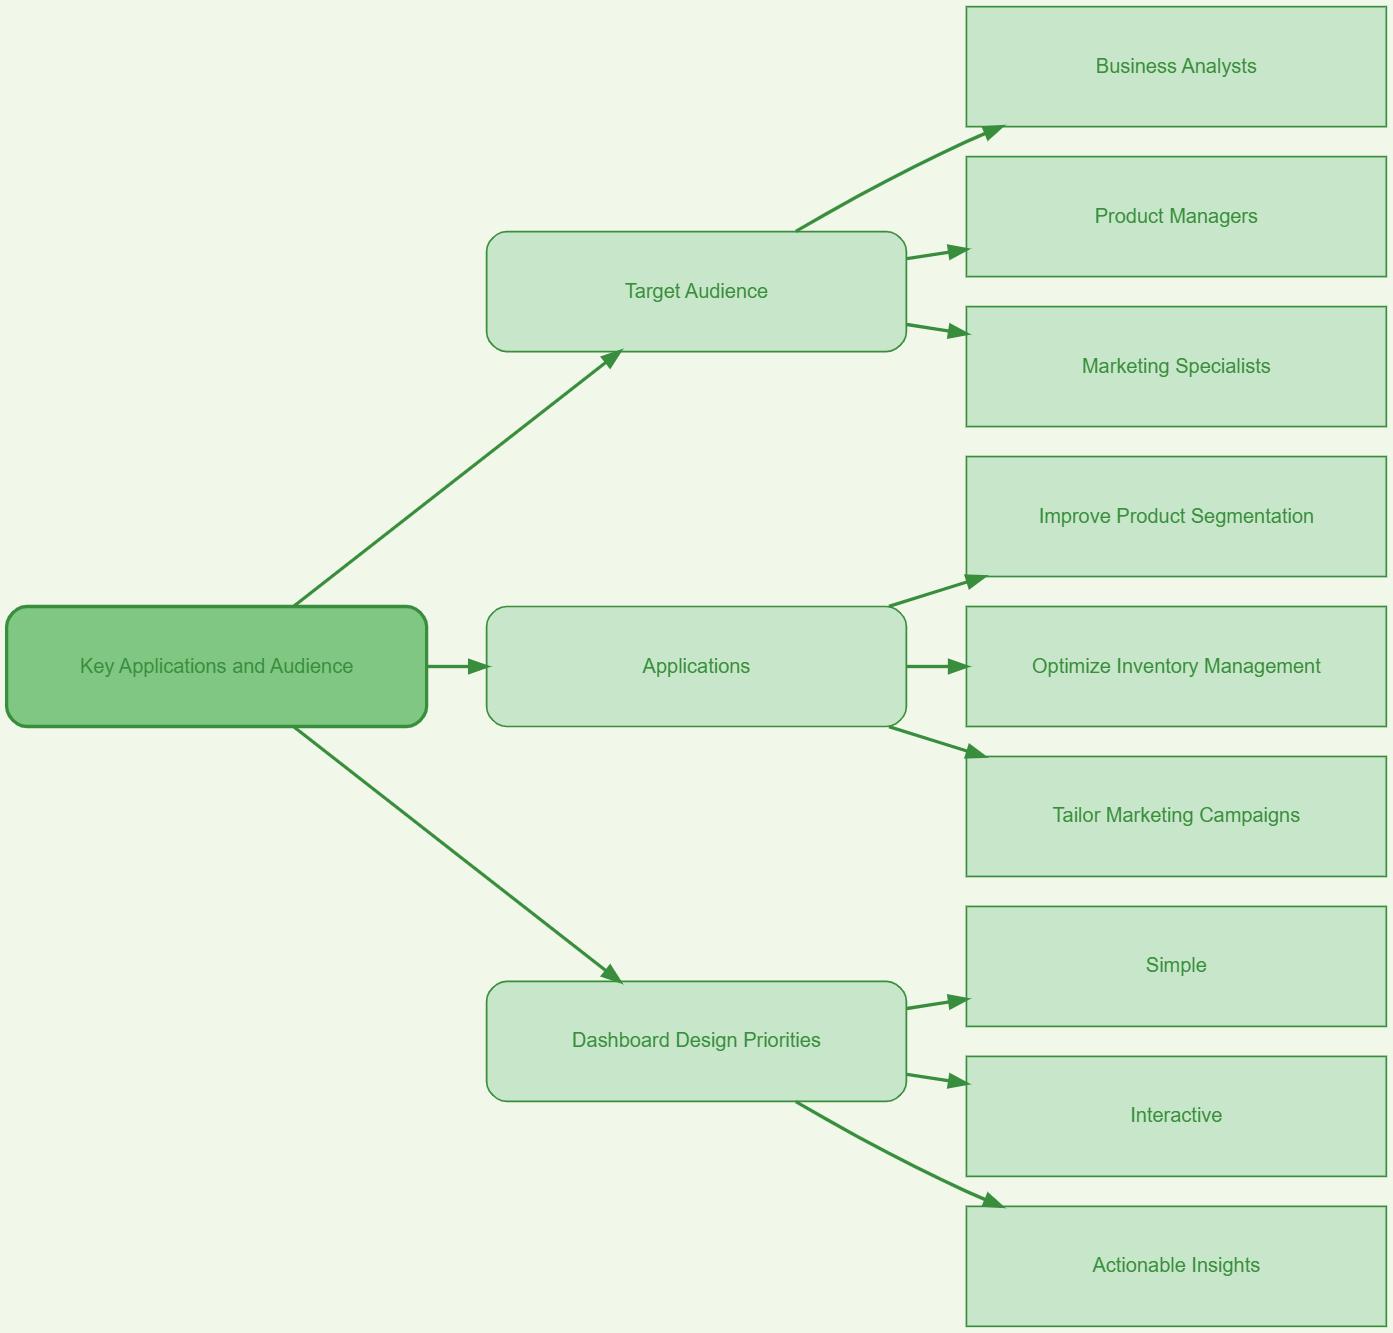 Key Applications and Audience
Target Audience
Business Analysts
Product Managers
Marketing Specialists
Applications
Improve Product Segmentation
Optimize Inventory Management
Tailor Marketing Campaigns
Dashboard Design Priorities
Simple
Interactive
Actionable Insights